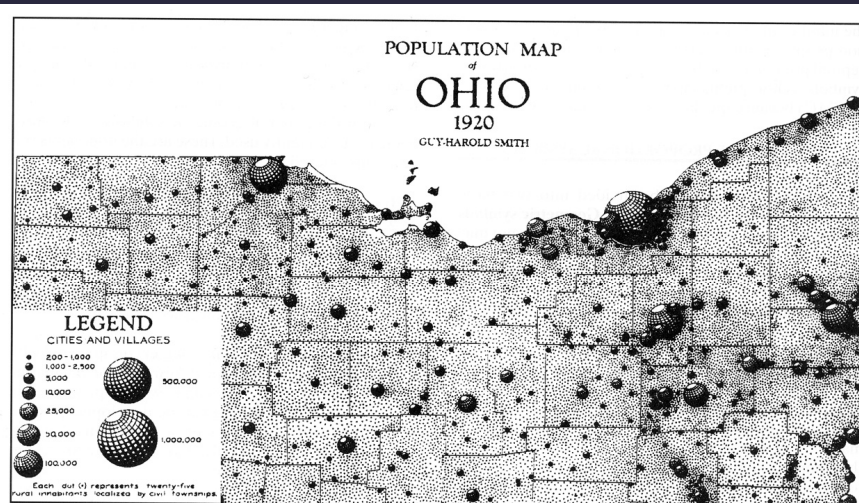 POPULATION MAP
of
OHIO
1920
GUY-HAROLD SMITH
LEGEND
CITIES AND VILLAGES
200-1,000
1,000-2,500
5,000
10,000
25,000
50,000
100,000
500,000
1,000,000
Each dot (•) represents twenty-five
rural inhabitants localized by civil townships.